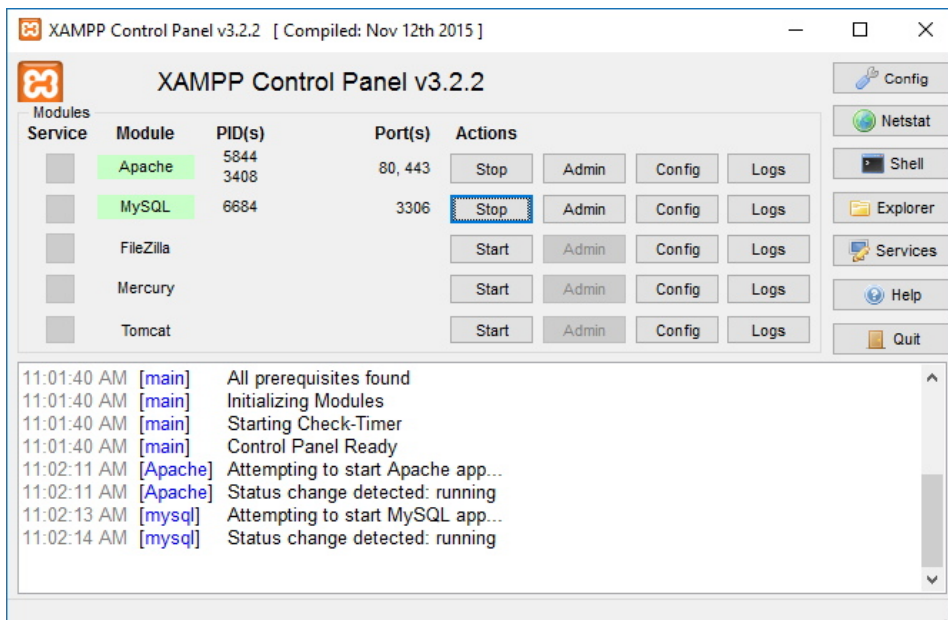 XAMPP Control Panel v3.2.2 [ Compiled: Nov 12th 2015 ]
XAMPP Control Panel v3.2.2
Config
Modules
Service Module PID(s) Port(s) Actions
Netstat
Apache 5844 3408 80, 443 Stop Admin Config Logs
Shell
MySQL 6684 3306 Stop Admin Config Logs
Explorer
FileZilla Start Admin Config Logs
Services
Mercury Start Admin Config Logs
Help
Tomcat Start Admin Config Logs
Quit
11:01:40 AM [main] All prerequisites found
11:01:40 AM [main] Initializing Modules
11:01:40 AM [main] Starting Check-Timer
11:01:40 AM [main] Control Panel Ready
11:02:11 AM [Apache] Attempting to start Apache app...
11:02:11 AM [Apache] Status change detected: running
11:02:13 AM [mysql] Attempting to start MySQL app...
11:02:14 AM [mysql] Status change detected: running